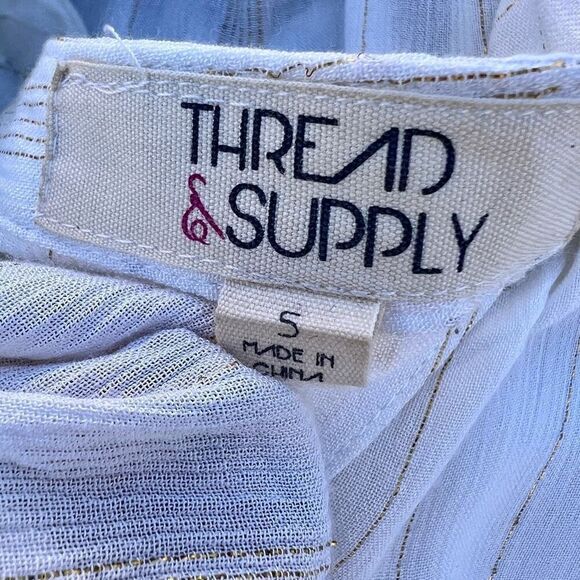 THREAD
& SUPPLY
S
MADE IN
CHINA